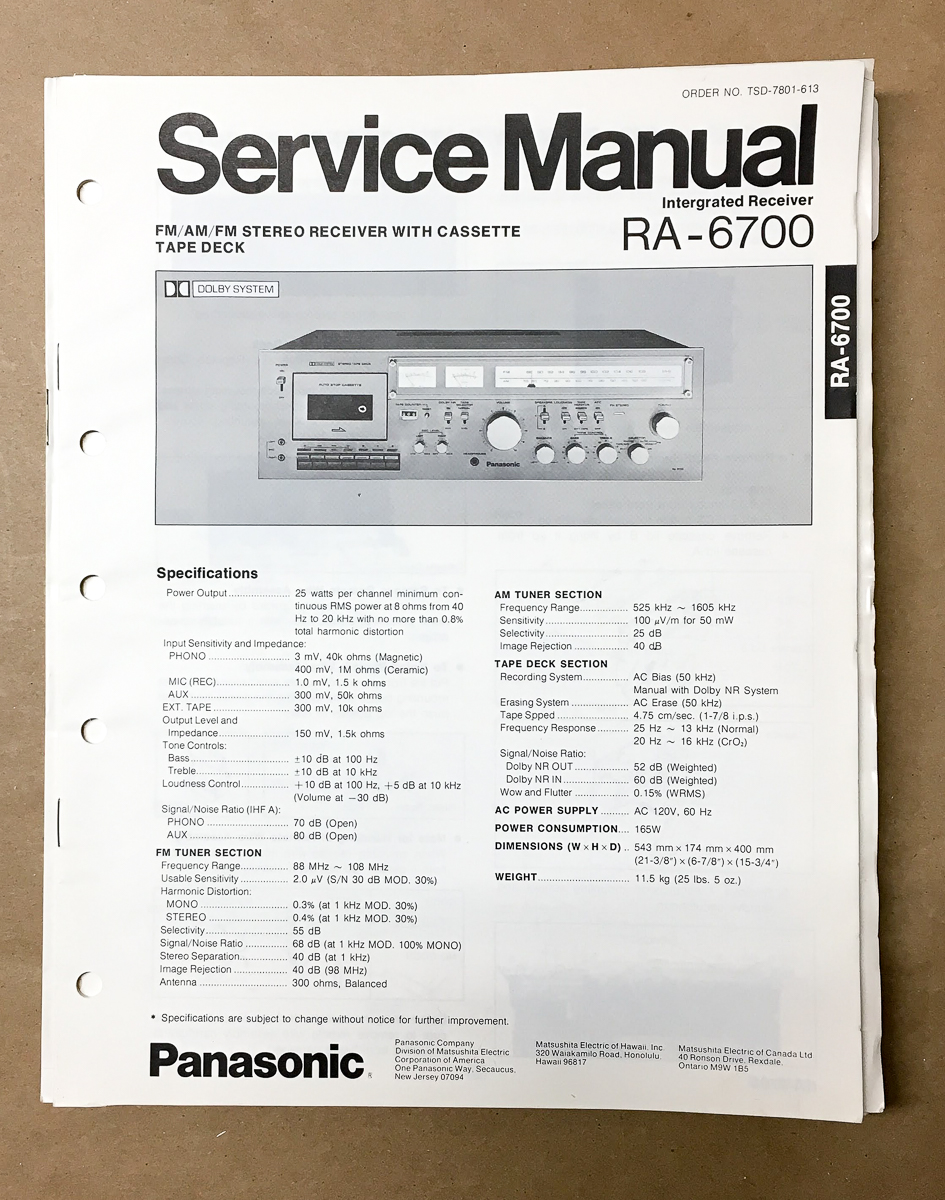 ORDER NO. TSD-7801-613
Service Manual
Intergrated Receiver
RA-6700
FM/AM/FM STEREO RECEIVER WITH CASSETTE
TAPE DECK
RA-6700
DOLBY SYSTEM
POWER
AUTO STOP CASSETTE
VOLUME
Panasonic
Specifications
Power Output .................... 25 watts per channel minimum con-
tinuous RMS power at 8 ohms from 40
Hz to 20 kHz with no more than 0.8%
total harmonic distortion
Input Sensitivity and Impedance:
PHONO .......................... 3 mV, 40k ohms (Magnetic)
400 mV, 1M ohms (Ceramic)
MIC (REC)........................ 1.0 mV, 1.5 k ohms
AUX ................................ 300 mV, 50k ohms
EXT. TAPE ......................... 300 mV, 10k ohms
Output Level and
Impedance......................... 150 mV, 1.5k ohms
Tone Controls:
Bass................................ ±10 dB at 100 Hz
Treble.............................. ±10 dB at 10 kHz
Loudness Control................. +10 dB at 100 Hz, +5 dB at 10 kHz
(Volume at −30 dB)
Signal/Noise Ratio (IHF A):
PHONO ........................... 70 dB (Open)
AUX ................................ 80 dB (Open)
FM TUNER SECTION
Frequency Range............... 88 MHz ~ 108 MHz
Usable Sensitivity ................ 2.0 μV (S/N 30 dB MOD. 30%)
Harmonic Distortion:
MONO ............................ 0.3% (at 1 kHz MOD. 30%)
STEREO .......................... 0.4% (at 1 kHz MOD. 30%)
Selectivity........................... 55 dB
Signal/Noise Ratio .............. 68 dB (at 1 kHz MOD. 100% MONO)
Stereo Separation................ 40 dB (at 1 kHz)
Image Rejection .................. 40 dB (98 MHz)
Antenna ............................. 300 ohms, Balanced
AM TUNER SECTION
Frequency Range................ 525 kHz ~ 1605 kHz
Sensitivity........................... 100 μV/m for 50 mW
Selectivity........................... 25 dB
Image Rejection .................. 40 dB
TAPE DECK SECTION
Recording System............... AC Bias (50 kHz)
Manual with Dolby NR System
Erasing System ................... AC Erase (50 kHz)
Tape Spped ........................ 4.75 cm/sec. (1-7/8 i.p.s.)
Frequency Response.......... 25 Hz ~ 13 kHz (Normal)
20 Hz ~ 16 kHz (CrO₂)
Signal/Noise Ratio:
Dolby NR OUT .................... 52 dB (Weighted)
Dolby NR IN....................... 60 dB (Weighted)
Wow and Flutter .................. 0.15% (WRMS)
AC POWER SUPPLY ......... AC 120V, 60 Hz
POWER CONSUMPTION.... 165W
DIMENSIONS (W × H × D) .. 543 mm × 174 mm × 400 mm
(21-3/8") × (6-7/8") × (15-3/4")
WEIGHT.............................. 11.5 kg (25 lbs. 5 oz.)
* Specifications are subject to change without notice for further improvement.
Panasonic®
Panasonic Company
Division of Matsushita Electric
Corporation of America
One Panasonic Way, Secaucus,
New Jersey 07094
Matsushita Electric of Hawaii, Inc.
320 Waiakamilo Road, Honolulu,
Hawaii 96817
Matsushita Electric of Canada Ltd
40 Ronson Drive, Rexdale,
Ontario M9W 1B5